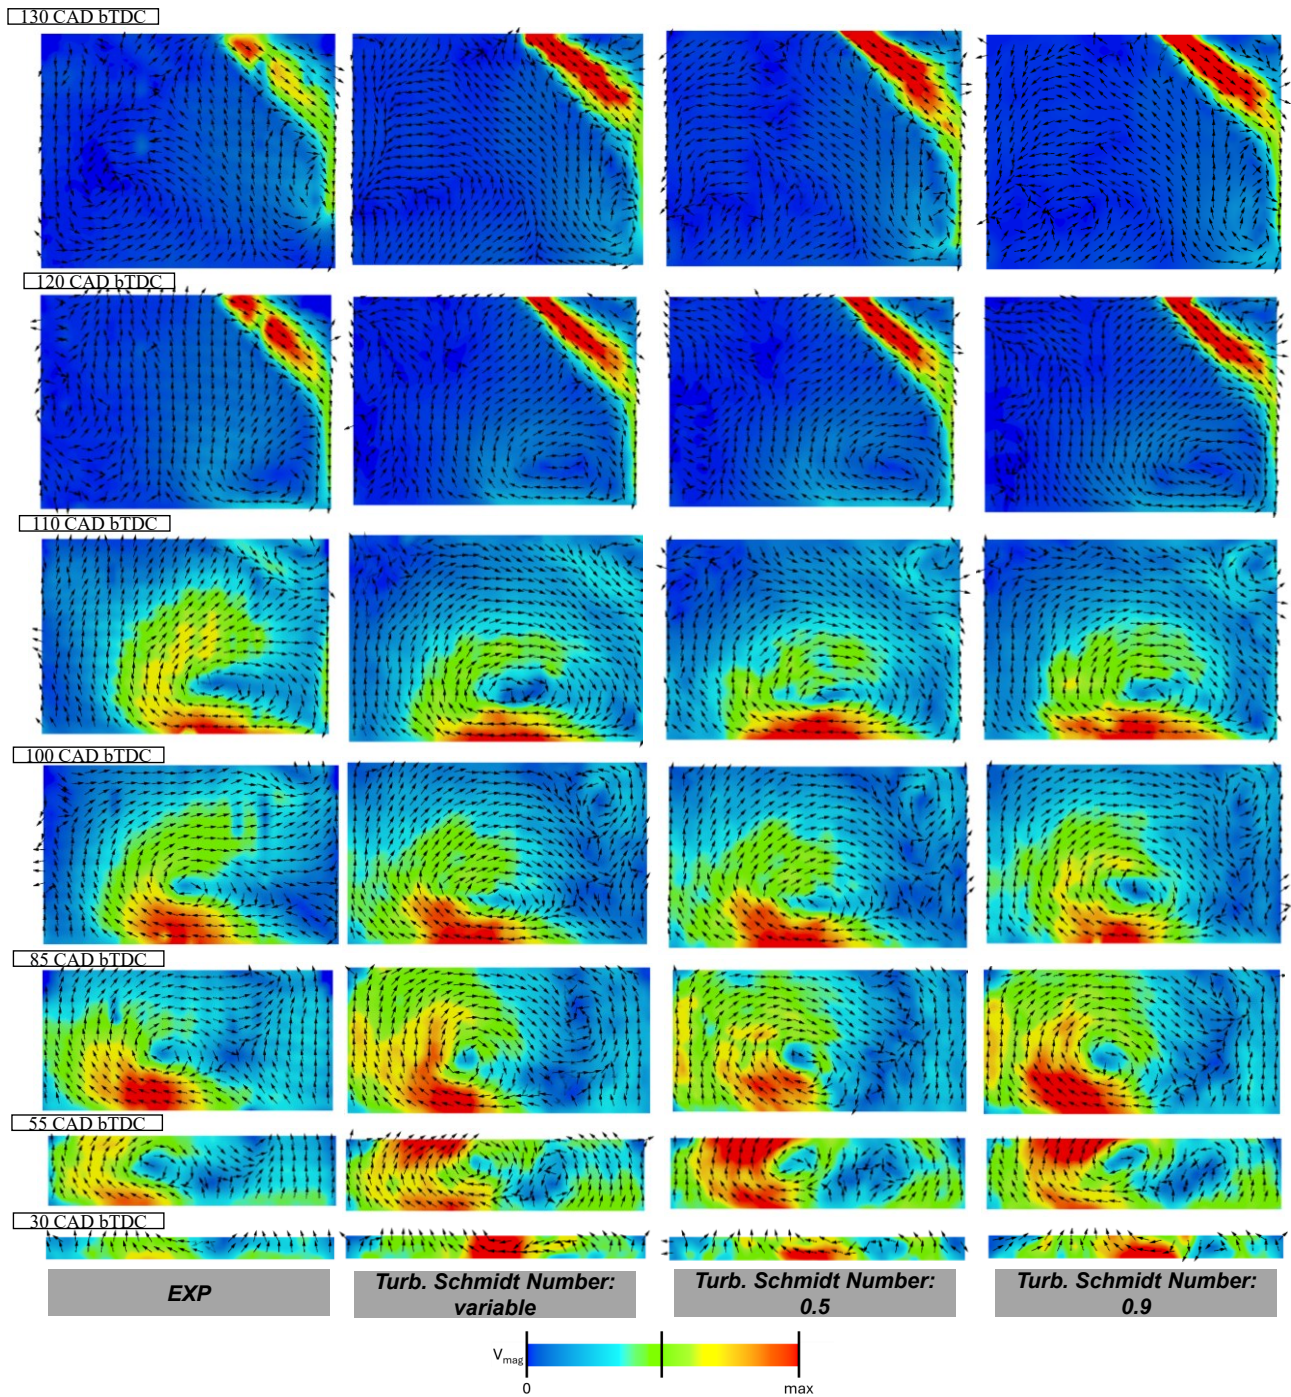 130 CAD bTDC
120 CAD bTDC
110 CAD bTDC
100 CAD bTDC
85 CAD bTDC
55 CAD bTDC
30 CAD bTDC
EXP
Turb. Schmidt Number:
variable
Turb. Schmidt Number:
0.5
Turb. Schmidt Number:
0.9
Vmag
0
max